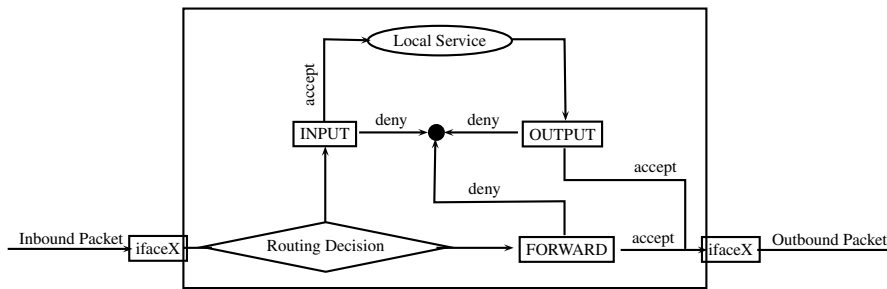 Local Service
accept
INPUT
deny
deny
OUTPUT
accept
deny
Inbound Packet
ifaceX
Routing Decision
FORWARD
accept
ifaceX
Outbound Packet